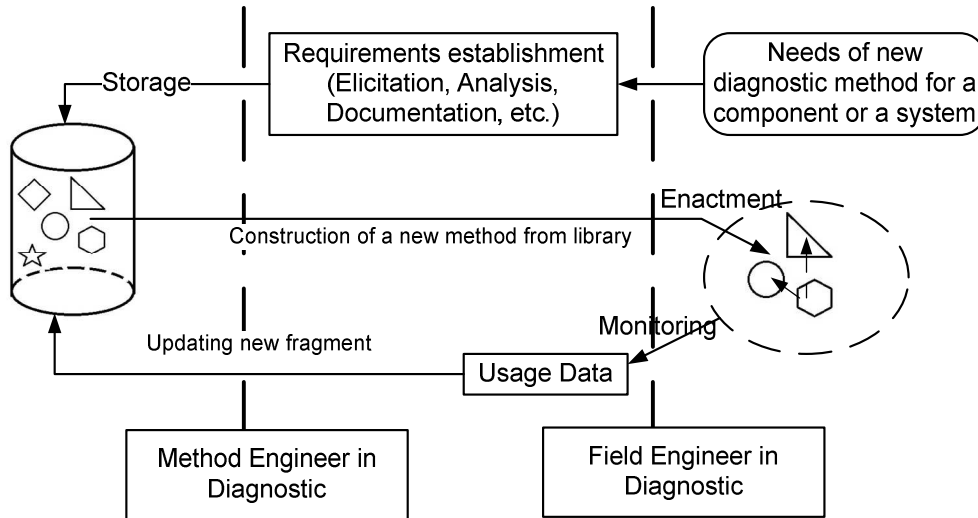 Requirements establishment
(Elicitation, Analysis,
Documentation, etc.)
Needs of new
diagnostic method for a
component or a system
Storage
Enactment
Construction of a new method from library
Monitoring
Updating new fragment
Usage Data
Method Engineer in
Diagnostic
Field Engineer in
Diagnostic